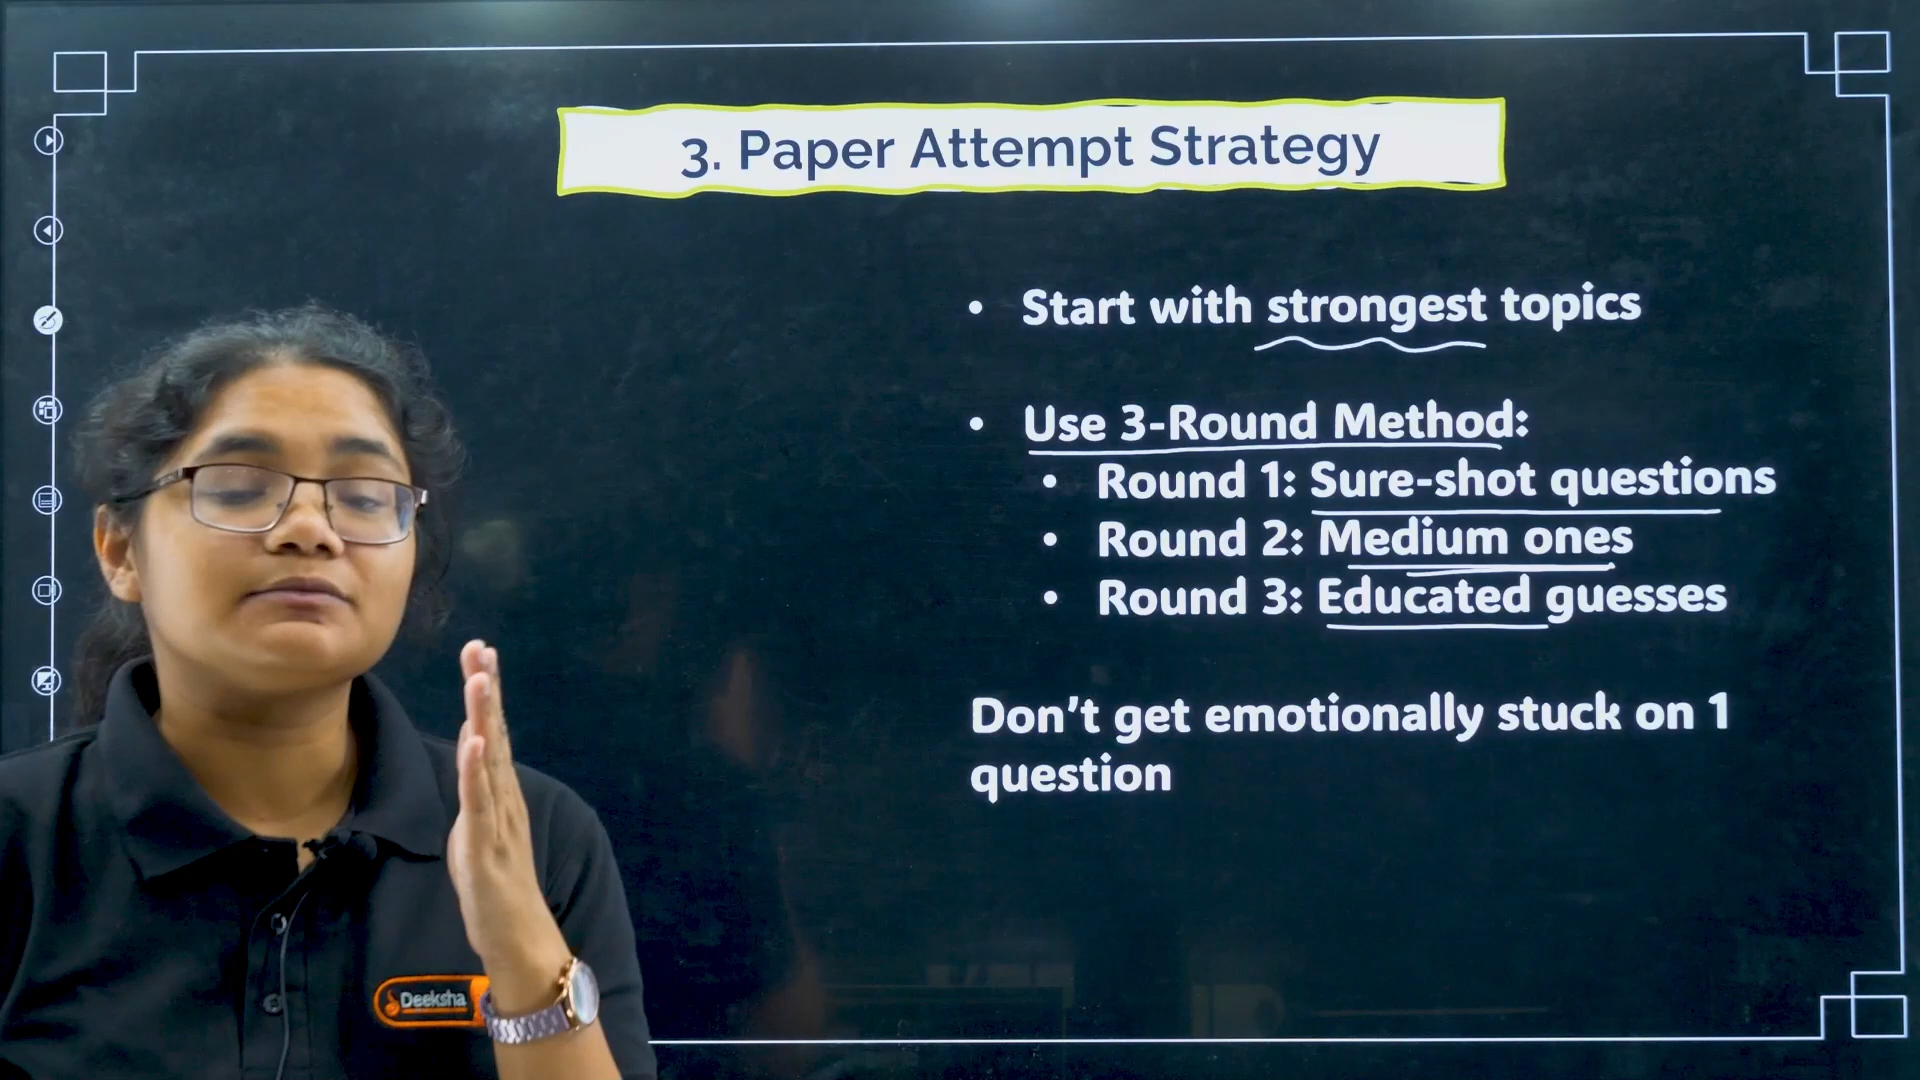 3. Paper Attempt Strategy
• Start with strongest topics
• Use 3-Round Method:
• Round 1: Sure-shot questions
• Round 2: Medium ones
• Round 3: Educated guesses
Don't get emotionally stuck on 1
question
Deeksha